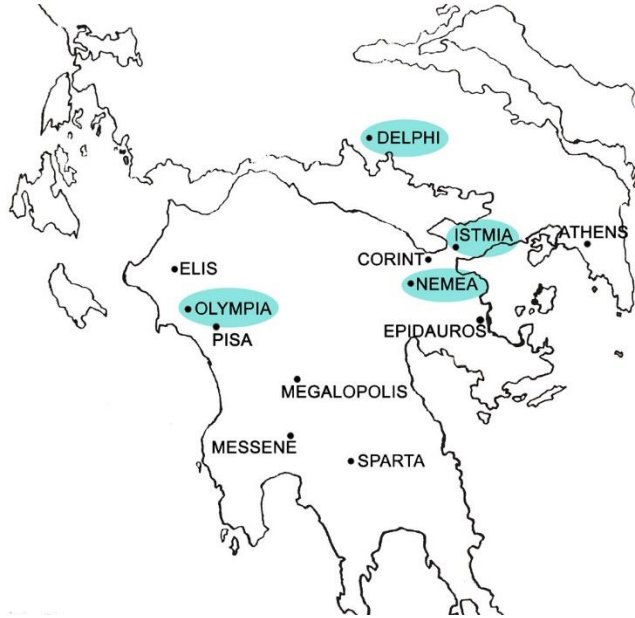 DELPHI
ISTMIA
ATHENS
CORINT
ELIS
NEMEA
OLYMPIA
EPIDAUROS
PISA
MEGALOPOLIS
MESSENE
SPARTA